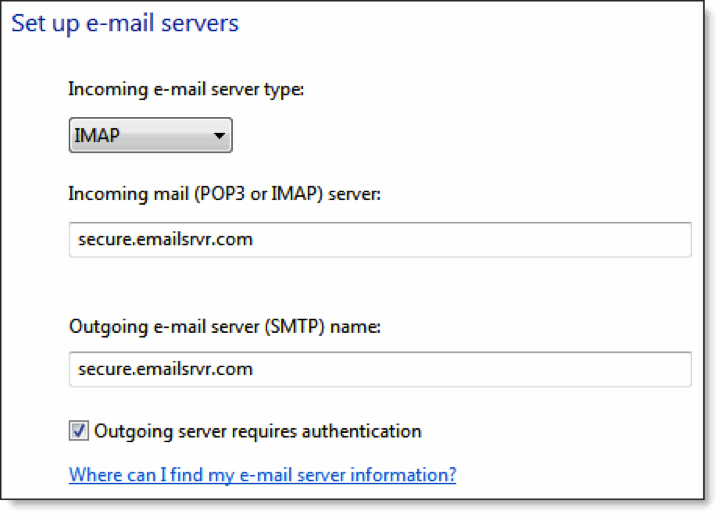 Set up e-mail servers
Incoming e-mail server type:
IMAP
Incoming mail (POP3 or IMAP) server:
secure.emailsrvr.com
Outgoing e-mail server (SMTP) name:
secure.emailsrvr.com
Outgoing server requires authentication
Where can I find my e-mail server information?